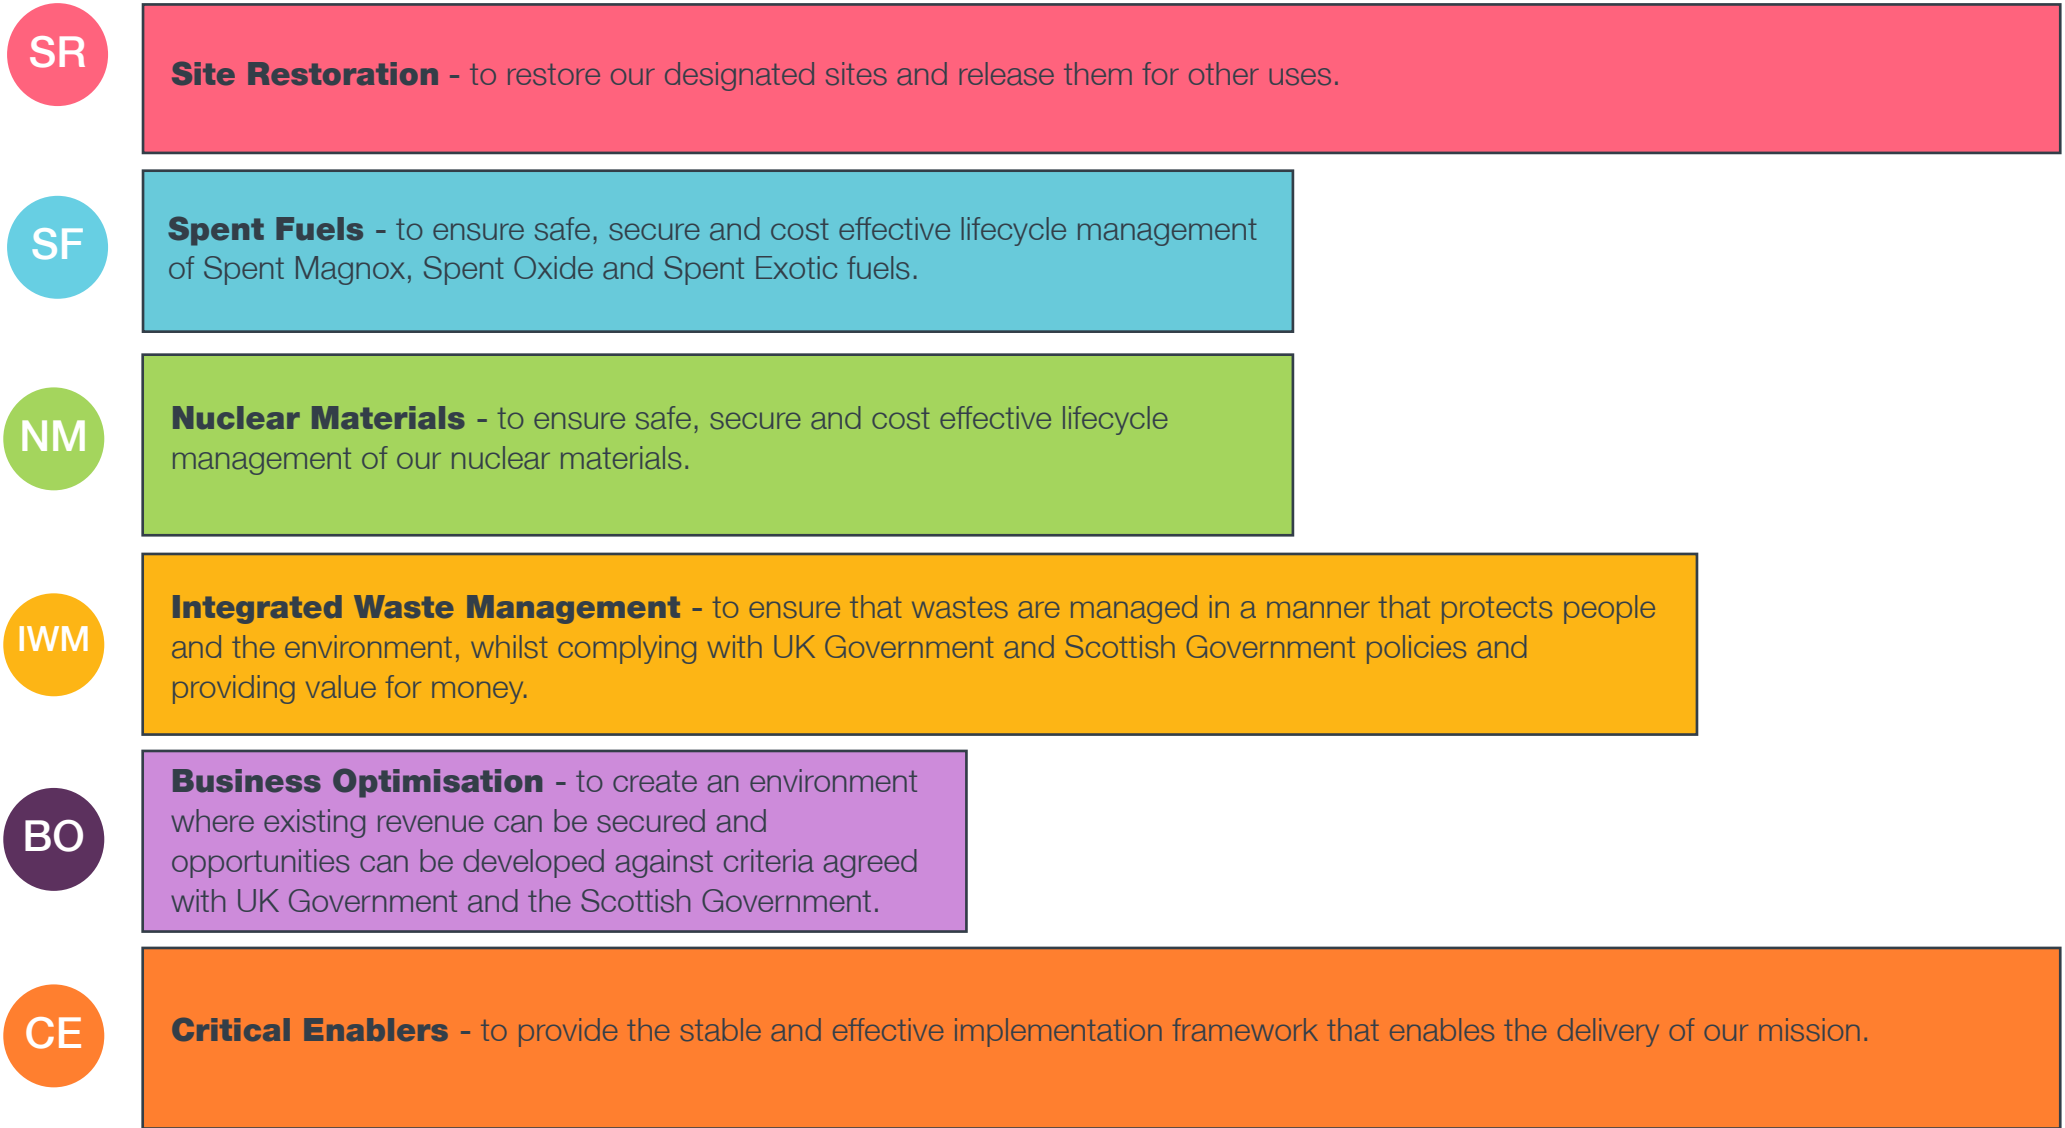 SR
Site Restoration - to restore our designated sites and release them for other uses.
SF
Spent Fuels - to ensure safe, secure and cost effective lifecycle management
of Spent Magnox, Spent Oxide and Spent Exotic fuels.
NM
Nuclear Materials - to ensure safe, secure and cost effective lifecycle
management of our nuclear materials.
IWM
Integrated Waste Management - to ensure that wastes are managed in a manner that protects people
and the environment, whilst complying with UK Government and Scottish Government policies and
providing value for money.
BO
Business Optimisation - to create an environment
where existing revenue can be secured and
opportunities can be developed against criteria agreed
with UK Government and the Scottish Government.
CE
Critical Enablers - to provide the stable and effective implementation framework that enables the delivery of our mission.